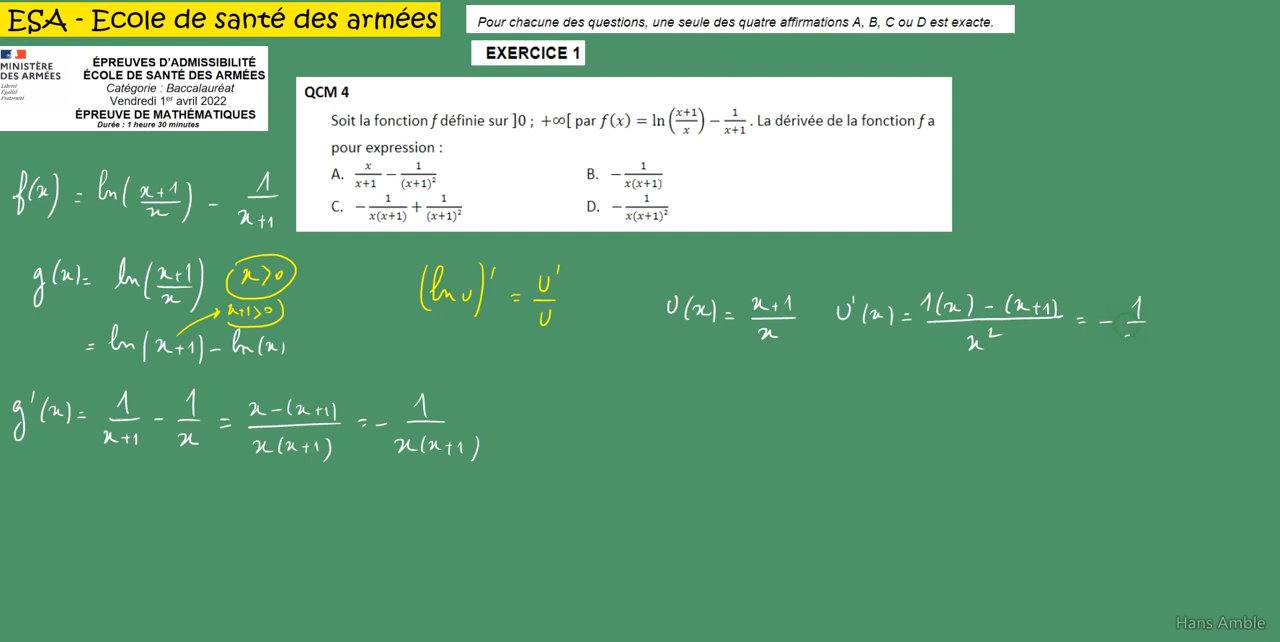 ESA - Ecole de santé des armées
Pour chacune des questions, une seule des quatre affirmations A, B, C ou D est exacte.
EXERCICE 1
MINISTÈRE
DES ARMÉES
Liberté
Égalité
Fraternité
ÉPREUVES D'ADMISSIBILITÉ
ÉCOLE DE SANTÉ DES ARMÉES
Catégorie : Baccalauréat
Vendredi 1er avril 2022
ÉPREUVE DE MATHÉMATIQUES
Durée : 1 heure 30 minutes
QCM 4
Soit la fonction f définie sur ]0 ; +∞[ par f(x) = ln((x+1)/x) − 1/(x+1) . La dérivée de la fonction f a
pour expression :
A. x/(x+1) − 1/(x+1)²
B. − 1/(x(x+1))
C. − 1/(x(x+1)) + 1/(x+1)²
D. − 1/(x(x+1)²)
f(x) = ln((x+1)/x) − 1/(x+1)
g(x) = ln((x+1)/x) (x>0)
x+1>0)
= ln(x+1) − ln(x)
(ln u)' = U'/U
U(x) = (x+1)/x
U'(x) = (1(x) − (x+1))/x² = − 1/
g'(x) = 1/(x+1) − 1/x = (x−(x+1))/(x(x+1)) = − 1/(x(x+1))
Hans Amble